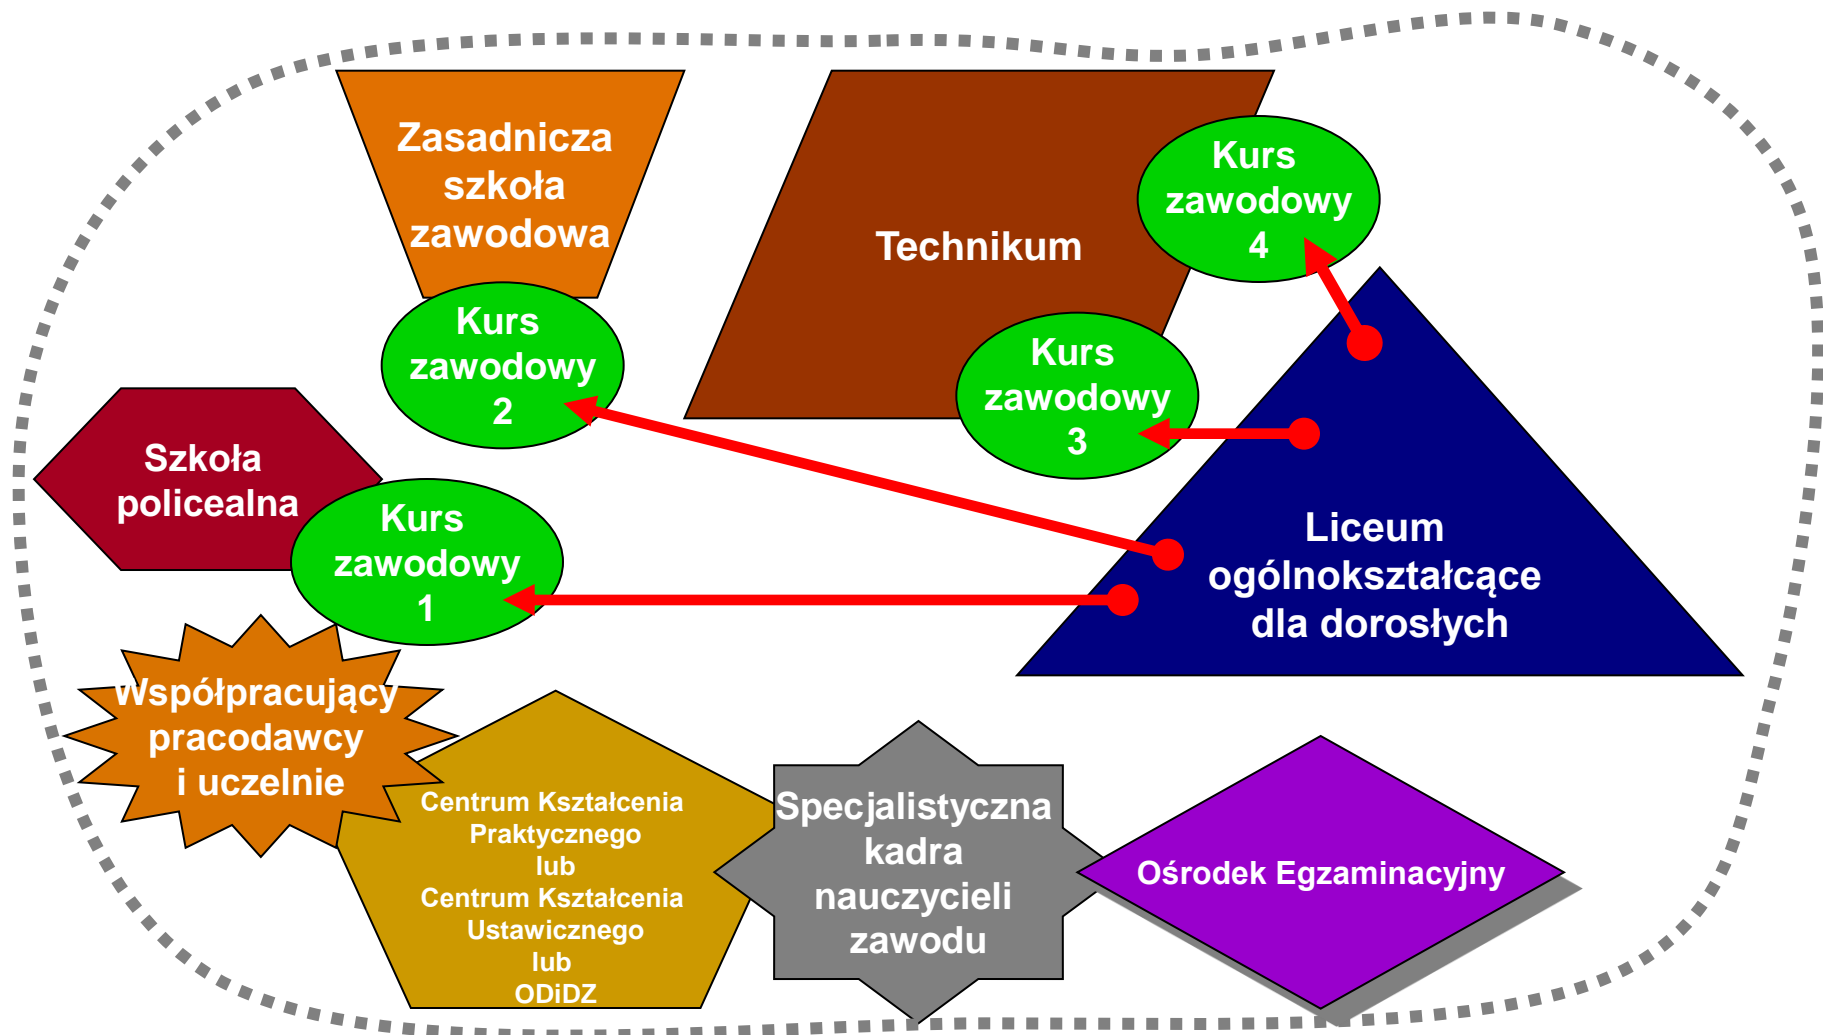 Zasadnicza
szkoła
zawodowa
Technikum
Kurs
zawodowy
4
Kurs
zawodowy
2
Kurs
zawodowy
3
Szkoła
policealna
Kurs
zawodowy
1
Liceum
ogólnokształcące
dla dorosłych
Współpracujący
pracodawcy
i uczelnie
Centrum Kształcenia
Praktycznego
lub
Centrum Kształcenia
Ustawicznego
lub
ODiDZ
Specjalistyczna
kadra
nauczycieli
zawodu
Ośrodek Egzaminacyjny